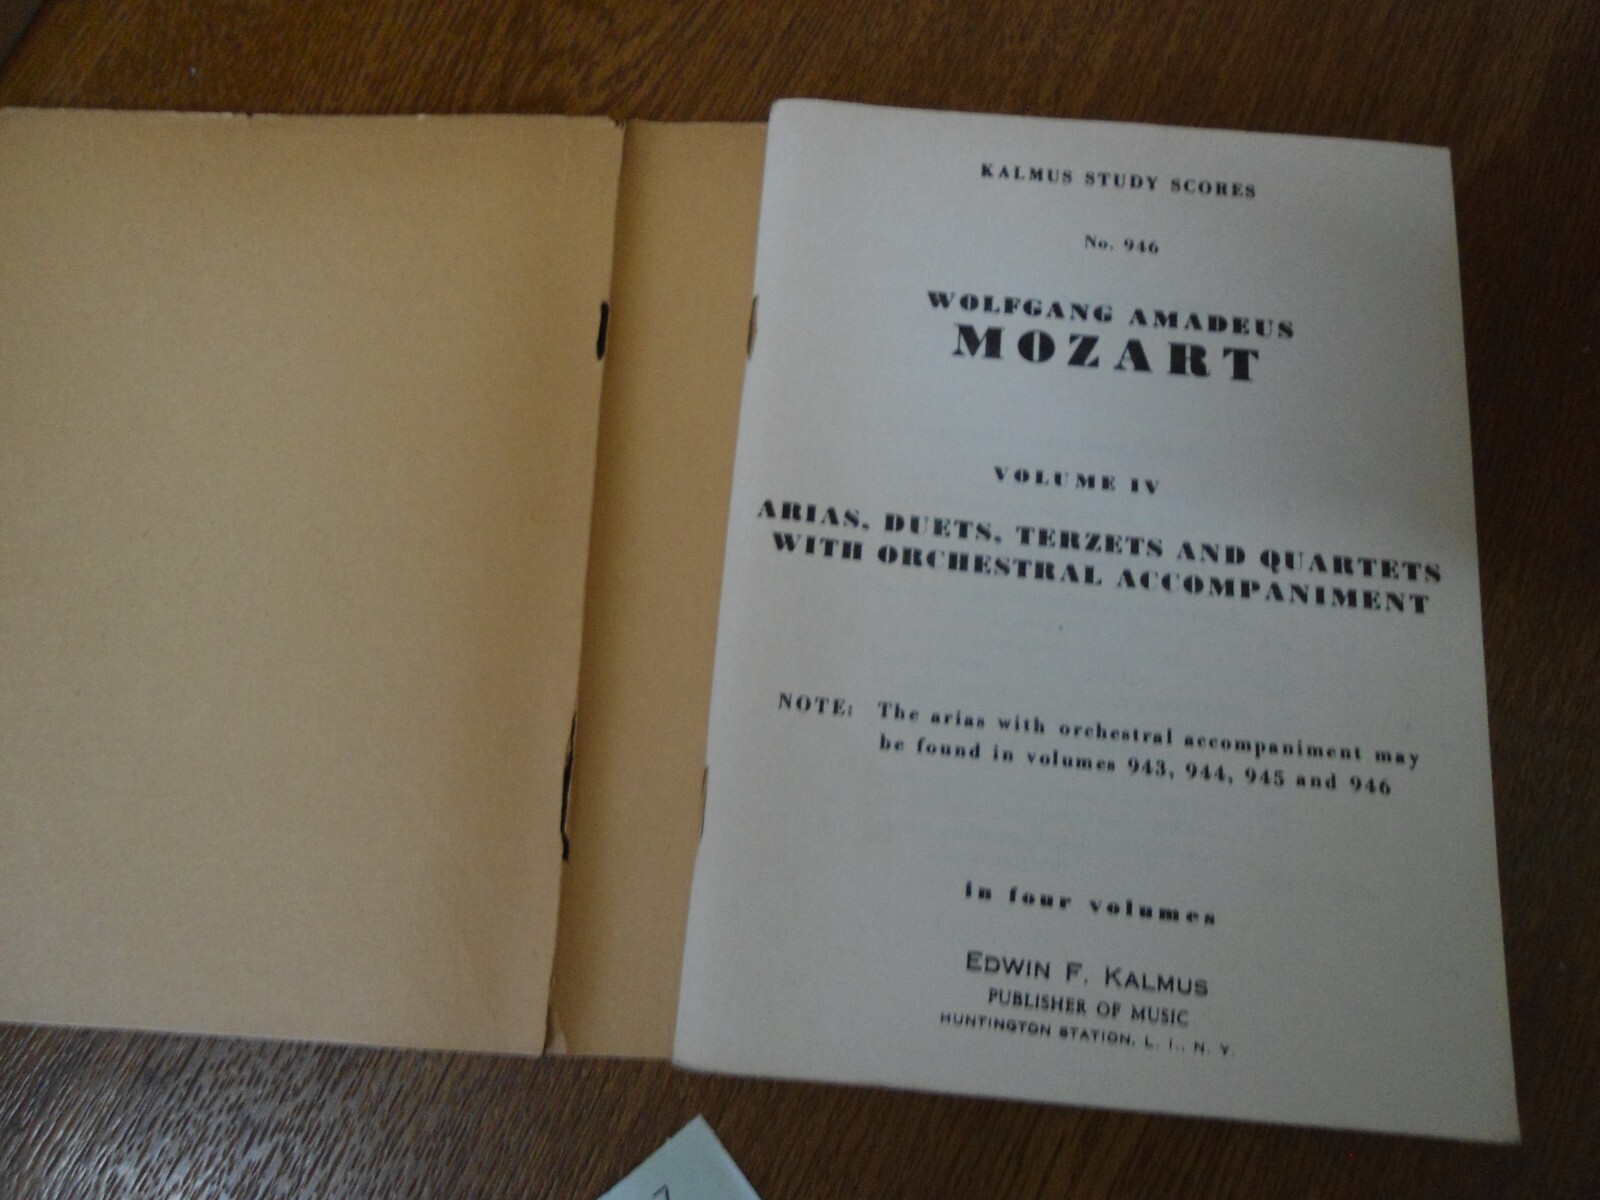 KALMUS STUDY SCORES
No. 946
WOLFGANG AMADEUS
MOZART
VOLUME IV
ARIAS, DUETS, TERZETS AND QUARTETS
WITH ORCHESTRAL ACCOMPANIMENT
NOTE: The arias with orchestral accompaniment may
be found in volumes 943, 944, 945 and 946
in four volumes
EDWIN F. KALMUS
PUBLISHER OF MUSIC
HUNTINGTON STATION, L. I., N. Y.